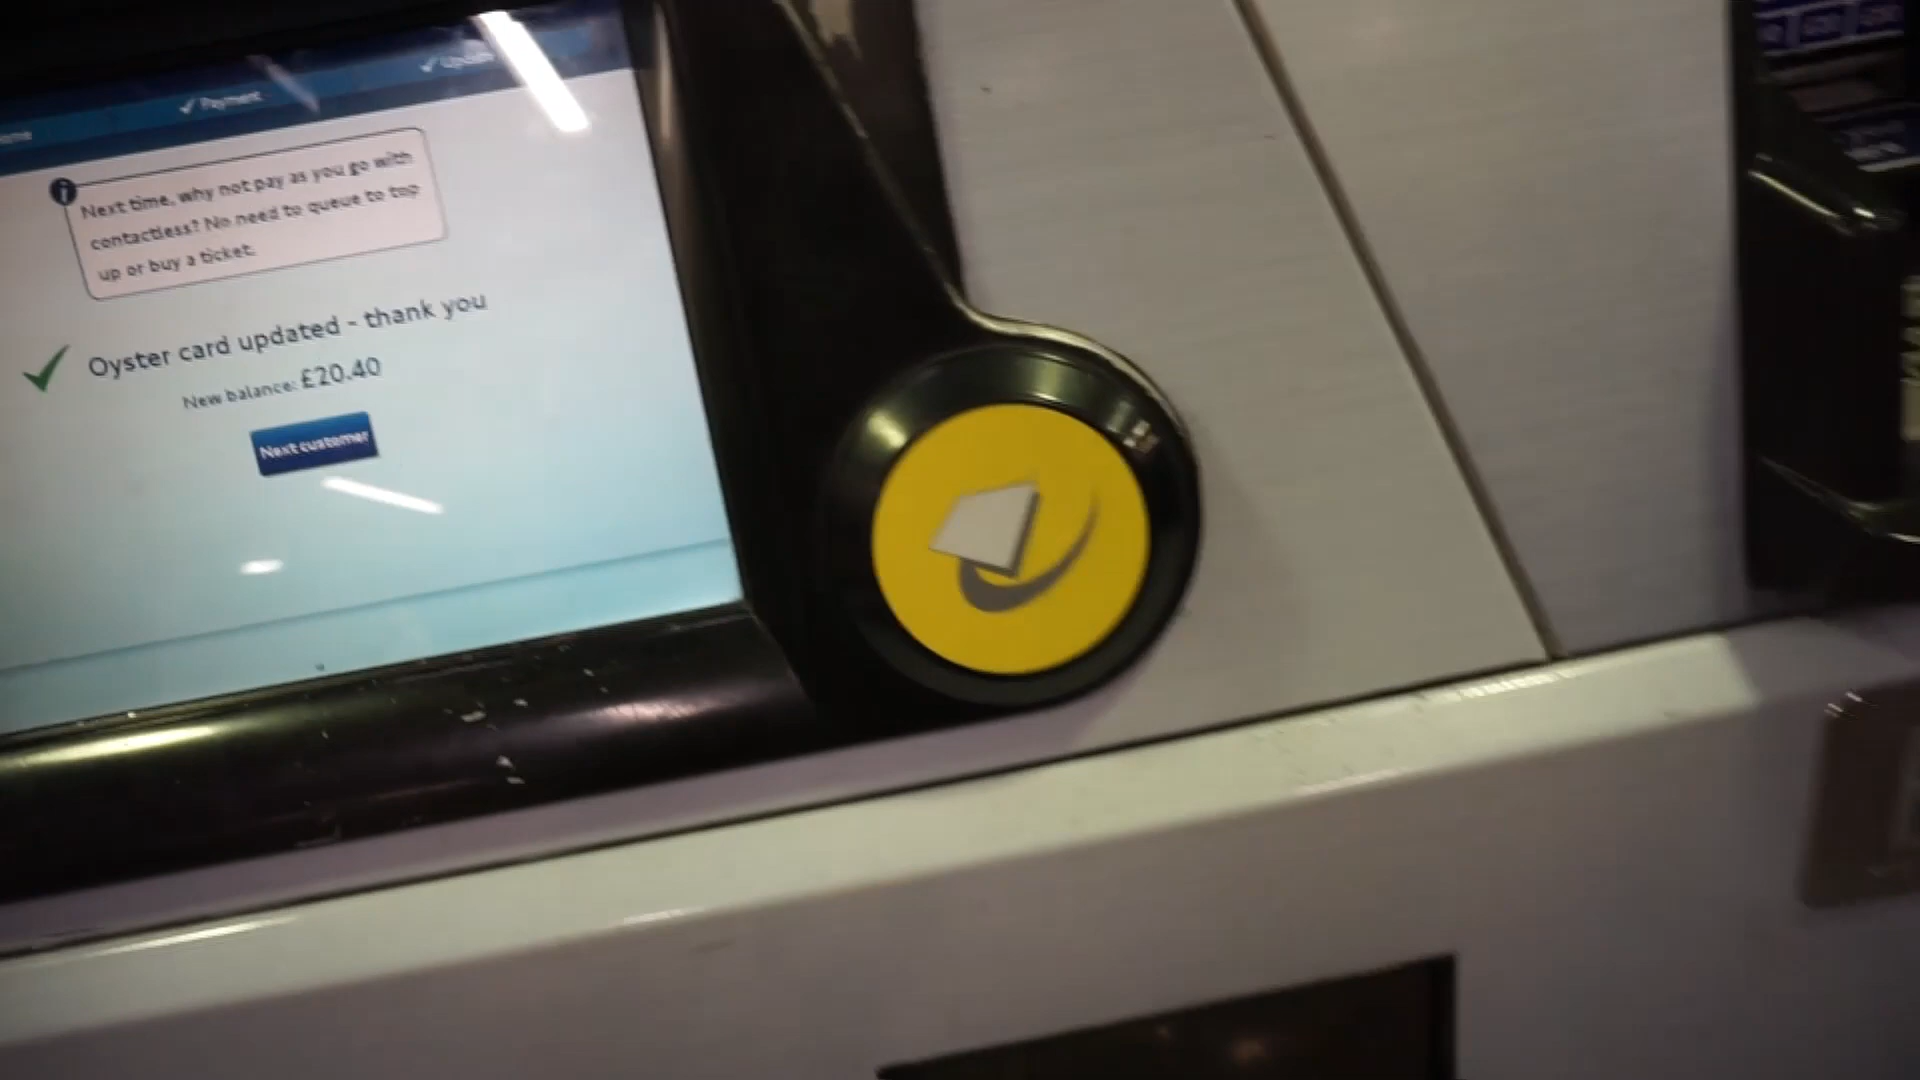 ✓ Payment
✓ Update
Next time, why not pay as you go with
contactless? No need to queue to top
up or buy a ticket.
Oyster card updated - thank you
New balance: £20.40
Next customer